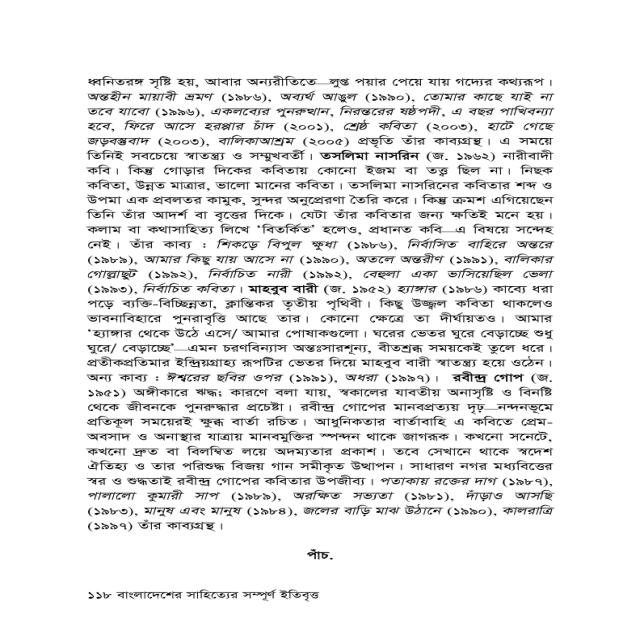 ধ্বনিতরঙ্গ সৃষ্টি হয়, আবার অন্যরীতিতে—লুপ্ত পয়ার পেয়ে যায় গদ্যের কথ্যরূপ।
অন্তহীন মায়াবী ভ্রমণ (১৯৮৬), অব্যর্থ আঙুল (১৯৯০), তোমার কাছে যাই না
তবে যাবো (১৯৯৬), একলব্যের পুনরুত্থান, নিরন্তরের ষষ্ঠপদী, এ বছর পাখিবন্যা
হবে, ফিরে আসে হরপ্পার চাঁদ (২০০১), শ্রেষ্ঠ কবিতা (২০০৩), হাটে গেছে
জড়বস্তুবাদ (২০০৩), বালিকাআশ্রম (২০০৫) প্রভৃতি তাঁর কাব্যগ্রন্থ। এ সময়ে
তিনিই সবচেয়ে স্বাতন্ত্র্য ও সম্মুখবর্তী। তসলিমা নাসরিন (জ. ১৯৬২) নারীবাদী
কবি। কিন্তু গোড়ার দিকের কবিতায় কোনো ইজম বা তত্ত্ব ছিল না। নিছক
কবিতা, উন্নত মাত্রার, ভালো মানের কবিতা। তসলিমা নাসরিনের কবিতার শব্দ ও
উপমা এক প্রবলতর কামুক, সুন্দর অনুপ্রেরণা তৈরি করে। কিন্তু ক্রমশ এগিয়েছেন
তিনি তাঁর আদর্শ বা বৃত্তের দিকে। যেটা তাঁর কবিতার জন্য ক্ষতিই মনে হয়।
কলাম বা কথাসাহিত্য লিখে 'বিতর্কিত' হলেও, প্রধানত কবি—এ বিষয়ে সন্দেহ
নেই। তাঁর কাব্য : শিকড়ে বিপুল ক্ষুধা (১৯৮৬), নির্বাসিত বাহিরে অন্তরে
(১৯৮৯), আমার কিছু যায় আসে না (১৯৯০), অতলে অন্তরীণ (১৯৯১), বালিকার
গোল্লাছুট (১৯৯২), নির্বাচিত নারী (১৯৯২), বেহুলা একা ভাসিয়েছিল ভেলা
(১৯৯৩), নির্বাচিত কবিতা। মাহবুব বারী (জ. ১৯৫২) হ্যাঙ্গার (১৯৮৬) কাব্যে ধরা
পড়ে ব্যক্তি-বিচ্ছিন্নতা, ক্লান্তিকর তৃতীয় পৃথিবী। কিছু উজ্জ্বল কবিতা থাকলেও
ভাবনাবিহারে পুনরাবৃত্তি আছে তার। কোনো ক্ষেত্রে তা দীর্ঘায়তও। আমার
'হ্যাঙ্গার থেকে উঠে এসে/ আমার পোষাকগুলো। ঘরের ভেতর ঘুরে বেড়াচ্ছে শুধু
ঘুরে/ বেড়াচ্ছে'—এমন চরণবিন্যাস অন্তঃসারশূন্য, বীতশ্রদ্ধ সময়কেই তুলে ধরে।
প্রতীকপ্রতিমার ইন্দ্রিয়গ্রাহ্য রূপটির ভেতর দিয়ে মাহবুব বারী স্বাতন্ত্র্য হয়ে ওঠেন।
অন্য কাব্য : ঈশ্বরের ছবির ওপর (১৯৯১), অধরা (১৯৯৭)। রবীন্দ্র গোপ (জ.
১৯৫১) অঙ্গীকারে ঋদ্ধ; কারণে বলা যায়, স্বকালের যাবতীয় অনাসৃষ্টি ও বিনষ্টি
থেকে জীবনকে পুনরুদ্ধার প্রচেষ্টা। রবীন্দ্র গোপের মানবপ্রত্যয় দৃঢ়—নন্দনভূমে
প্রতিকূল সময়েরই ক্ষুব্ধ বার্তা রচিত। আধুনিকতার বার্তাবাহি এ কবিতে প্রেম-
অবসাদ ও অনাস্থার যাত্রায় মানবমুক্তির স্পন্দন থাকে জাগরূক। কখনো সনেটে,
কখনো দ্রুত বা বিলম্বিত লয়ে অদম্যতার প্রকাশ। তবে সেখানে থাকে স্বদেশ
ঐতিহ্য ও তার পরিশুদ্ধ বিজয় গান সমীকৃত উত্থাপন। সাধারণ নগর মধ্যবিত্তের
স্বর ও শুদ্ধতাই রবীন্দ্র গোপের কবিতার উপজীব্য। পতাকায় রক্তের দাগ (১৯৮৭),
পালালো কুমারী সাপ (১৯৮৯), অরক্ষিত সভ্যতা (১৯৮১), দাঁড়াও আসছি
(১৯৮৩), মানুষ এবং মানুষ (১৯৮৪), জলের বাড়ি মাঝ উঠানে (১৯৯০), কালরাত্রি
(১৯৯৭) তাঁর কাব্যগ্রন্থ।
পাঁচ.
১১৮ বাংলাদেশের সাহিত্যের সম্পূর্ণ ইতিবৃত্ত